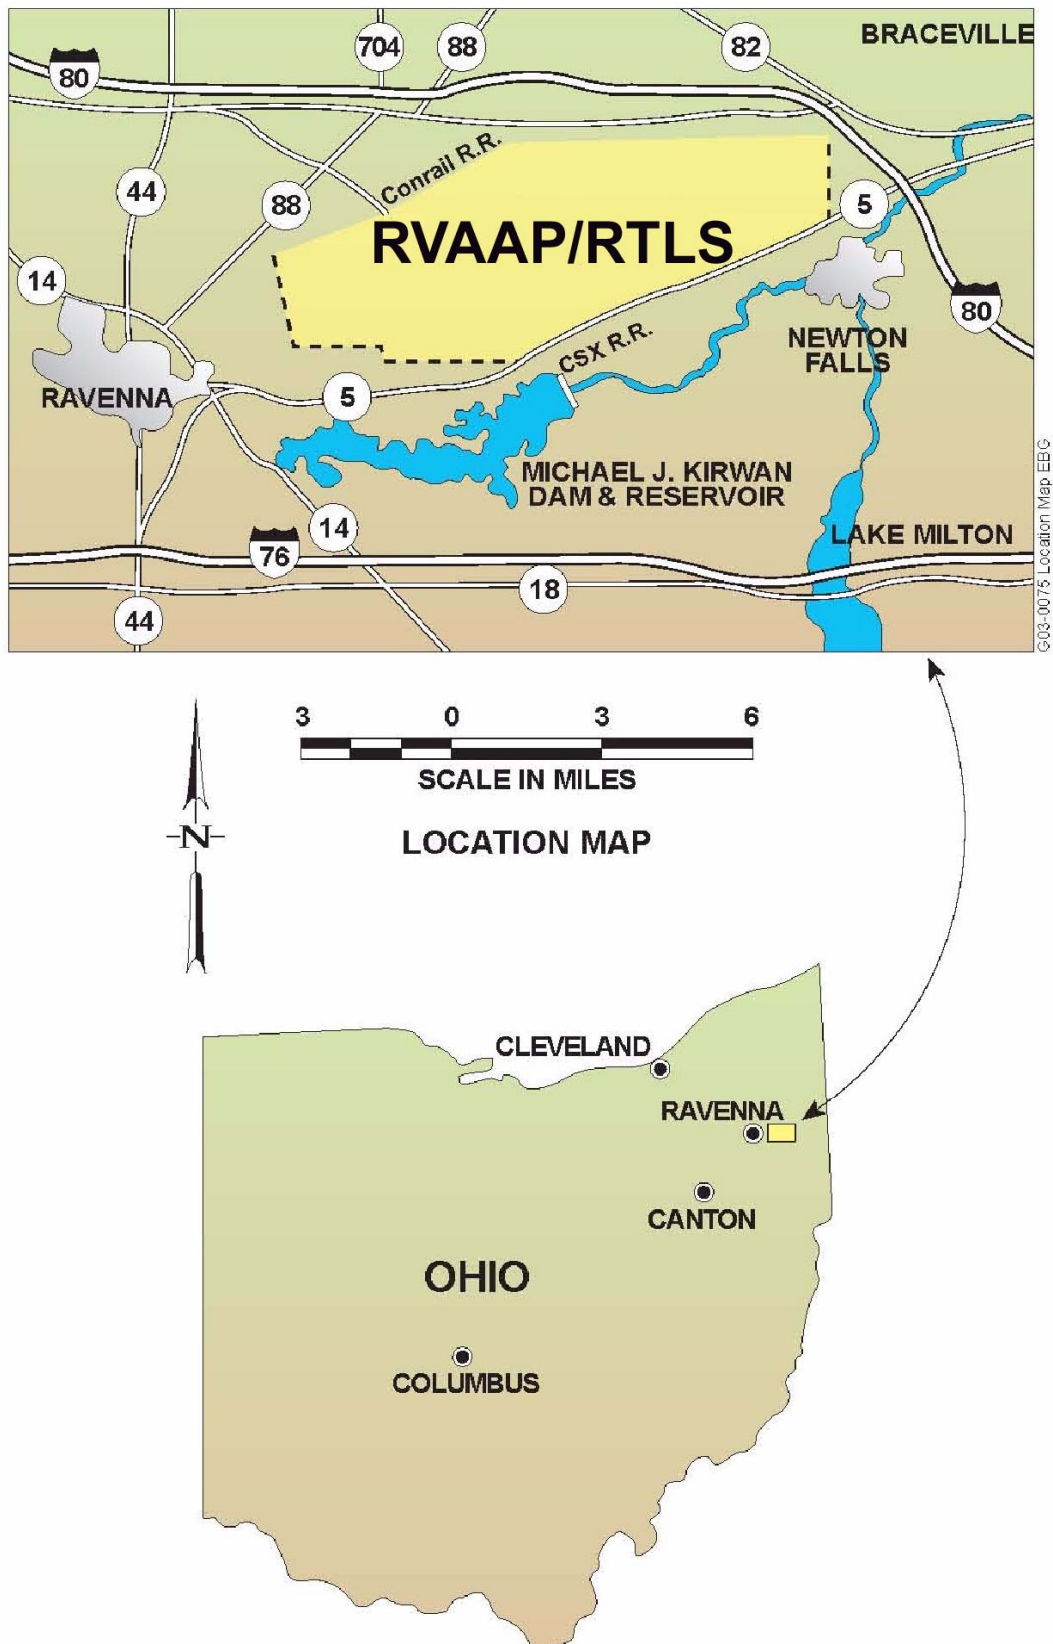 704
88
82
BRACEVILLE
80
Conrail R.R.
44
88
5
RVAAP/RTLS
14
80
NEWTON
FALLS
CSX R.R.
RAVENNA
5
MICHAEL J. KIRWAN
DAM & RESERVOIR
14
LAKE MILTON
76
18
44
G03-0075 Location Map EBG
3 0 3 6
SCALE IN MILES
N
LOCATION MAP
CLEVELAND
RAVENNA
CANTON
OHIO
COLUMBUS